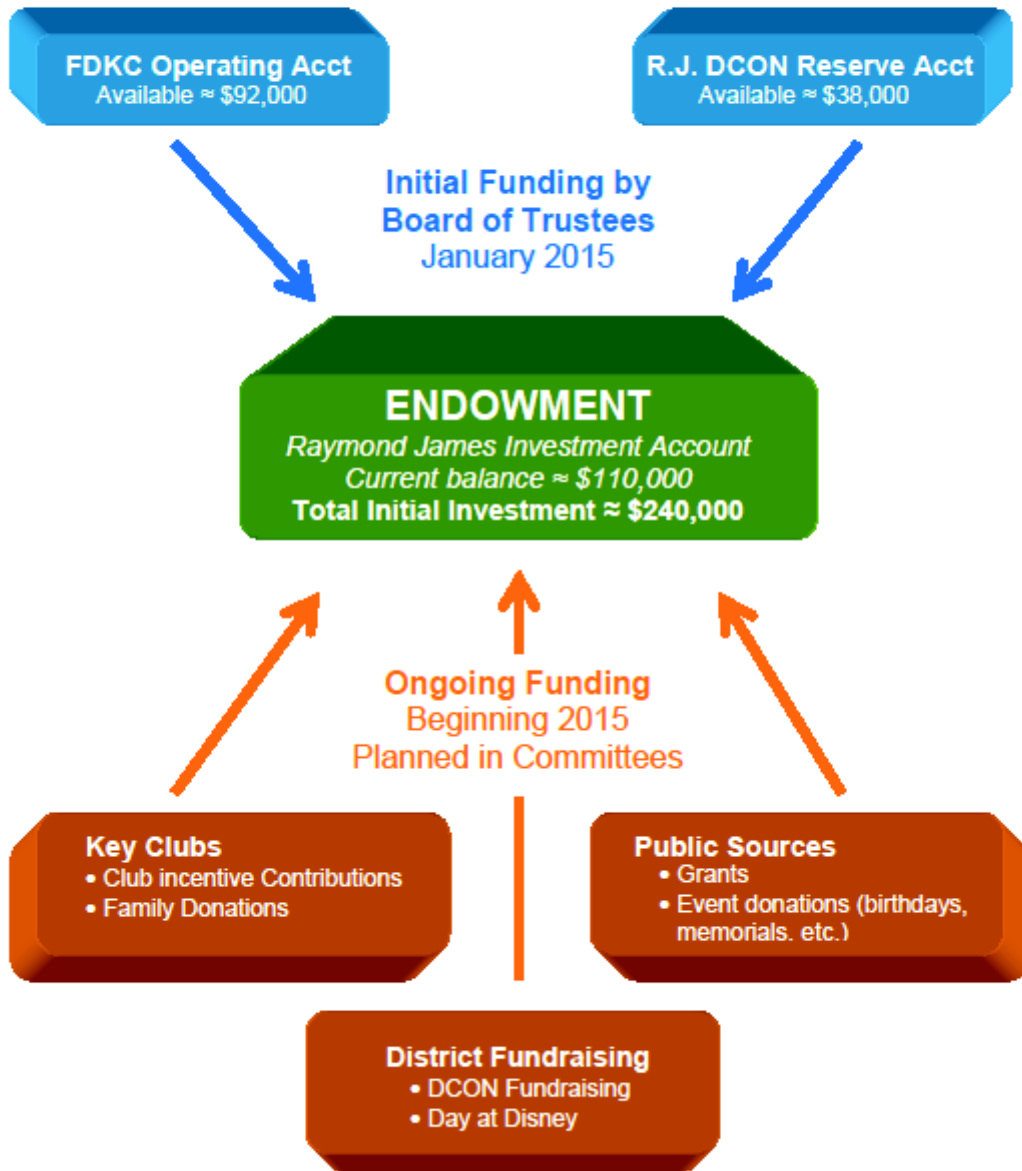 FDKC Operating Acct
Available ≈ $92,000
R.J. DCON Reserve Acct
Available ≈ $38,000
Initial Funding by
Board of Trustees
January 2015
ENDOWMENT
Raymond James Investment Account
Current balance ≈ $110,000
Total Initial Investment ≈ $240,000
Ongoing Funding
Beginning 2015
Planned in Committees
Key Clubs
• Club incentive Contributions
• Family Donations
Public Sources
• Grants
• Event donations (birthdays,
memorials, etc.)
District Fundraising
• DCON Fundraising
• Day at Disney